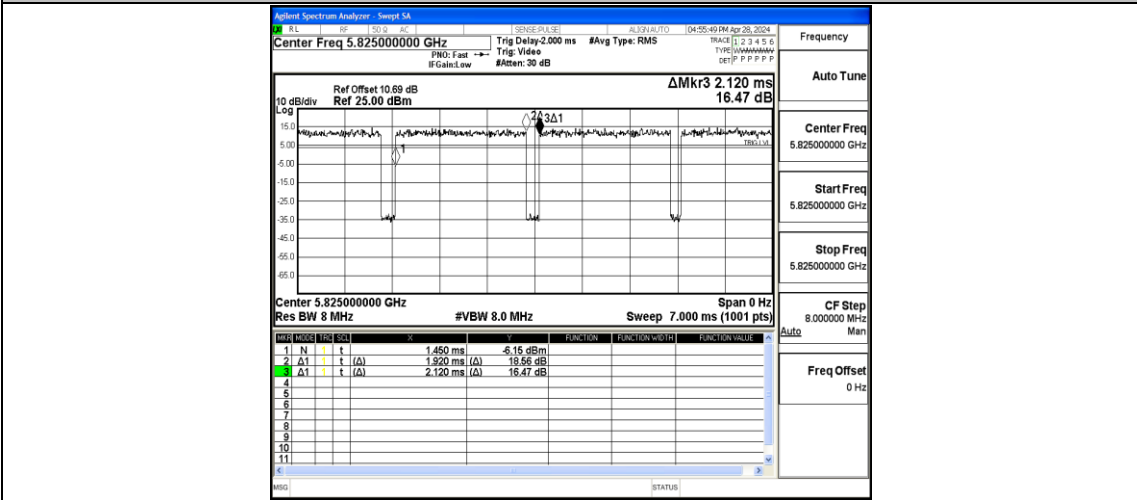 Agilent Spectrum Analyzer - Swept SA
RL RF 50 Ω AC SENSE:PULSE ALIGN AUTO 04:55:49 PM Apr 28, 2024
Center Freq 5.825000000 GHz
PNO: Fast
IFGain:Low
Trig Delay-2.000 ms
Trig: Video
#Atten: 30 dB
#Avg Type: RMS
TRACE 1 2 3 4 5 6
TYPE WWWWWW
DET P P P P P P
ΔMkr3 2.120 ms
16.47 dB
Ref Offset 10.69 dB
10 dB/div Ref 25.00 dBm
Log
15.0
5.00
-5.00
-15.0
-25.0
-35.0
-45.0
-55.0
-65.0
1
2Δ 3Δ1
TRIG LVL
Center 5.825000000 GHz Span 0 Hz
Res BW 8 MHz #VBW 8.0 MHz Sweep 7.000 ms (1001 pts)
MKR MODE TRC SCL X Y FUNCTION FUNCTION WIDTH FUNCTION VALUE
1 N 1 t 1.450 ms -6.15 dBm
2 Δ1 1 t (Δ) 1.920 ms (Δ) 18.56 dB
3 Δ1 1 t (Δ) 2.120 ms (Δ) 16.47 dB
4
5
6
7
8
9
10
11
MSG STATUS
Frequency
Auto Tune
Center Freq
5.825000000 GHz
Start Freq
5.825000000 GHz
Stop Freq
5.825000000 GHz
CF Step
8.000000 MHz
Auto Man
Freq Offset
0 Hz